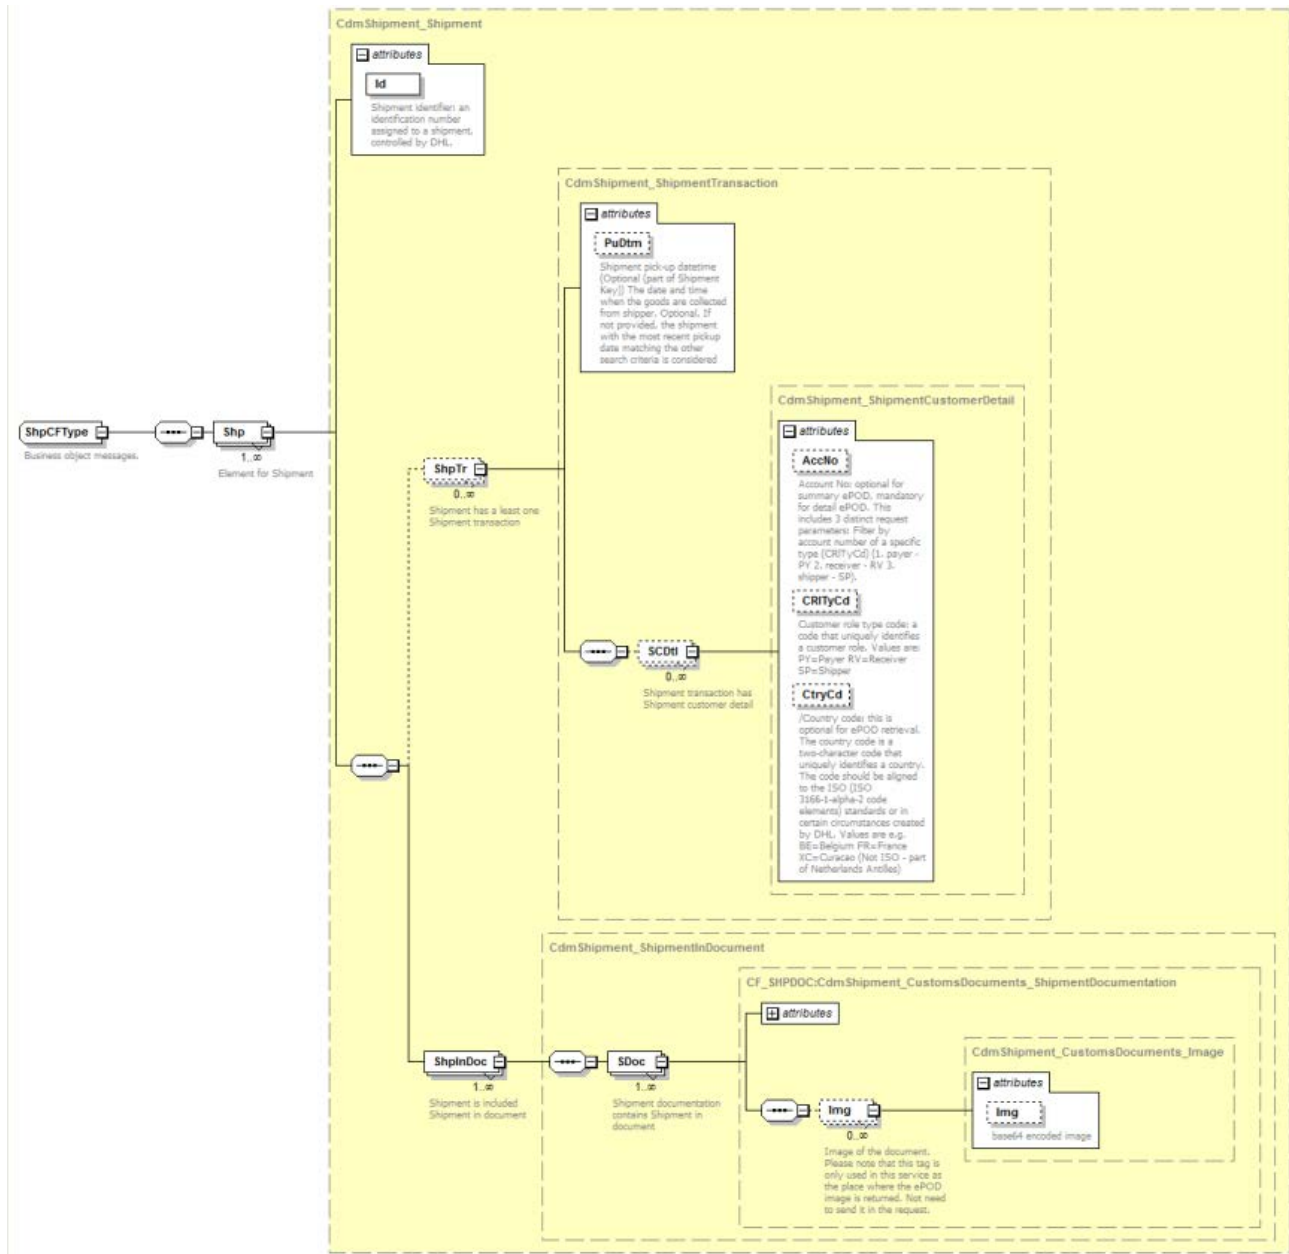 CdmShipment_Shipment
attributes
Id
Shipment identifier: an
identification number
assigned to a shipment,
controlled by DHL.
CdmShipment_ShipmentTransaction
attributes
PuDtm
Shipment pick-up datetime
(Optional (part of Shipment
Key)) The date and time
when the goods are collected
from shipper. Optional. If
not provided, the shipment
with the most recent pickup
date matching the other
search criteria is considered
CdmShipment_ShipmentCustomerDetail
attributes
AccNo
Account No: optional for
summary ePOD, mandatory
for detail ePOD. This
includes 3 distinct request
parameters: Filter by
account number of a specific
type (CRlTyCd) (1. payer -
PY 2. receiver - RV 3.
shipper - SP).
CRlTyCd
Customer role type code: a
code that uniquely identifies
a customer role. Values are:
PY=Payer RV=Receiver
SP=Shipper
CtryCd
/Country code: this is
optional for ePOD retrieval.
The country code is a
two-character code that
uniquely identifies a country.
The code should be aligned
to the ISO (ISO
3166-1-alpha-2 code
elements) standards or in
certain circumstances created
by DHL. Values are e.g.
BE=Belgium FR=France
XC=Curacao (Not ISO - part
of Netherlands Antilles)
ShpCFType
Business object messages.
Shp
1..∞
Element for Shipment
ShpTr
0..∞
Shipment has a least one
Shipment transaction
SCDtl
0..∞
Shipment transaction has
Shipment customer detail
CdmShipment_ShipmentInDocument
CF_SHPDOC:CdmShipment_CustomsDocuments_ShipmentDocumentation
attributes
ShpInDoc
1..∞
Shipment is included
Shipment in document
SDoc
1..∞
Shipment documentation
contains Shipment in
document
CdmShipment_CustomsDocuments_Image
attributes
Img
base64 encoded image
Img
0..∞
Image of the document.
Please note that this tag is
only used in this service as
the place where the ePOD
image is returned. Not need
to send it in the request.